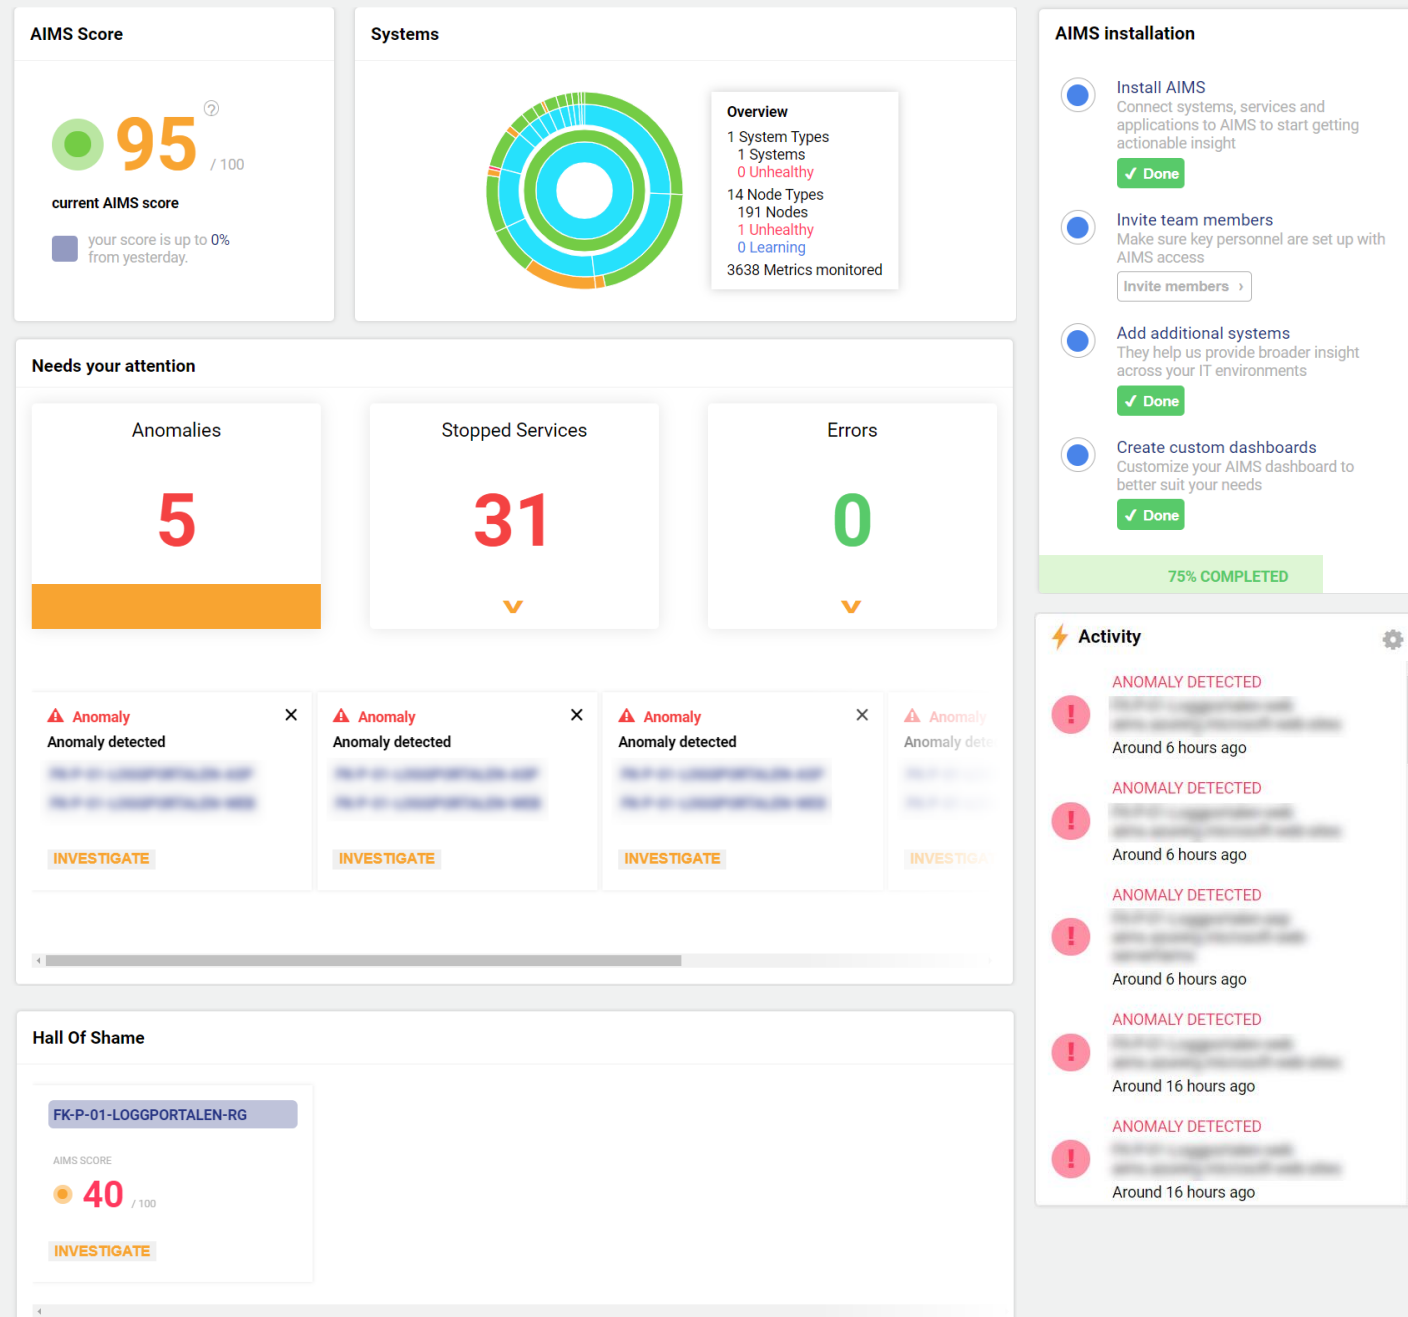 AIMS Score
95
?
/ 100
current AIMS score
your score is up to 0%
from yesterday.
Systems
Overview
1 System Types
1 Systems
0 Unhealthy
14 Node Types
191 Nodes
1 Unhealthy
0 Learning
3638 Metrics monitored
Needs your attention
Anomalies
5
Stopped Services
31
Errors
0
Anomaly
Anomaly detected
INVESTIGATE
Anomaly
Anomaly detected
INVESTIGATE
Anomaly
Anomaly detected
INVESTIGATE
Anomaly
Anomaly dete
INVESTIGA
Hall Of Shame
FK-P-01-LOGGPORTALEN-RG
AIMS SCORE
40 / 100
INVESTIGATE
AIMS installation
Install AIMS
Connect systems, services and
applications to AIMS to start getting
actionable insight
✓ Done
Invite team members
Make sure key personnel are set up with
AIMS access
Invite members ›
Add additional systems
They help us provide broader insight
across your IT environments
✓ Done
Create custom dashboards
Customize your AIMS dashboard to
better suit your needs
✓ Done
75% COMPLETED
Activity
ANOMALY DETECTED
Around 6 hours ago
ANOMALY DETECTED
Around 6 hours ago
ANOMALY DETECTED
Around 6 hours ago
ANOMALY DETECTED
Around 16 hours ago
ANOMALY DETECTED
Around 16 hours ago